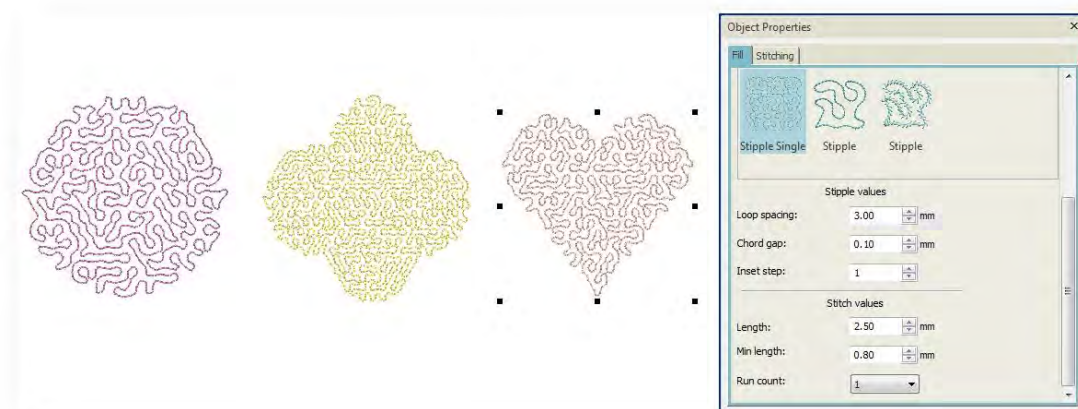 Object Properties
Fill Stitching
Stipple Single Stipple Stipple
Stipple values
Loop spacing: 3.00 mm
Chord gap: 0.10 mm
Inset step: 1
Stitch values
Length: 2.50 mm
Min length: 0.80 mm
Run count: 1
Fill